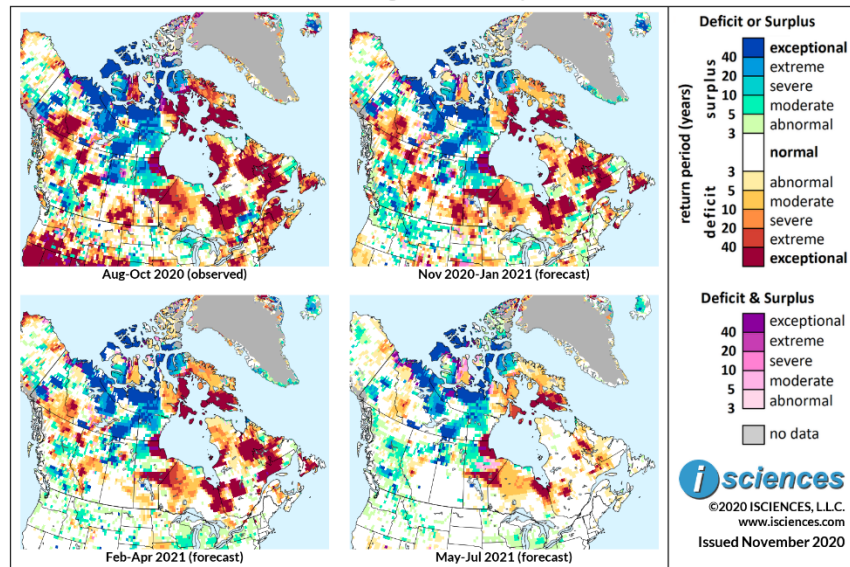 Aug-Oct 2020 (observed)
Nov 2020-Jan 2021 (forecast)
Feb-Apr 2021 (forecast)
May-Jul 2021 (forecast)
Deficit or Surplus
return period (years)
surplus
deficit
exceptional
40
extreme
20
severe
10
moderate
5
abnormal
3
normal
3
abnormal
5
moderate
10
severe
20
extreme
40
exceptional
Deficit & Surplus
exceptional
40
extreme
20
severe
10
moderate
5
abnormal
3
no data
i sciences
©2020 ISCIENCES, L.L.C.
www.isciences.com
Issued November 2020